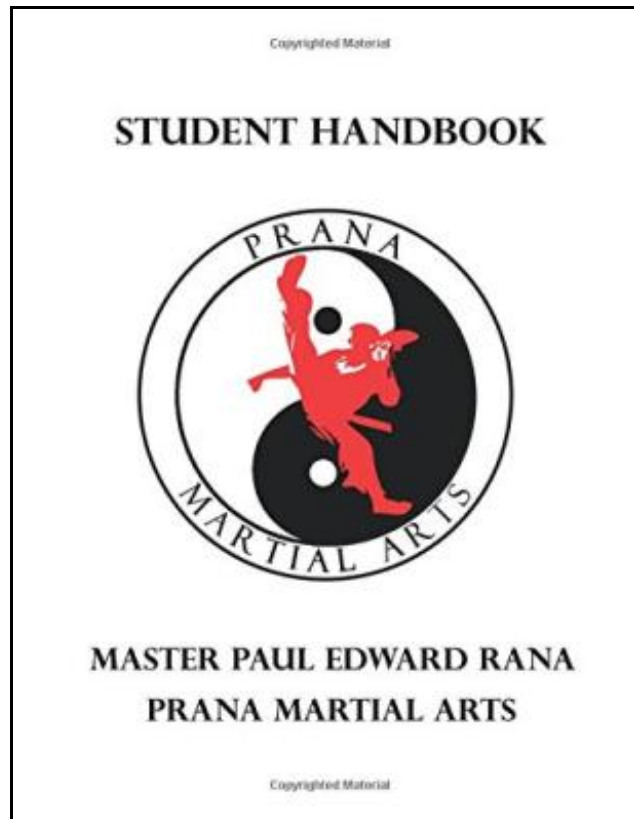 Copyrighted Material
STUDENT HANDBOOK
PRANA
MARTIAL ARTS
MASTER PAUL EDWARD RANA
PRANA MARTIAL ARTS
Copyrighted Material